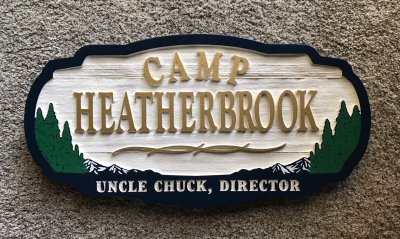 CAMP
HEATHERBROOK
UNCLE CHUCK, DIRECTOR